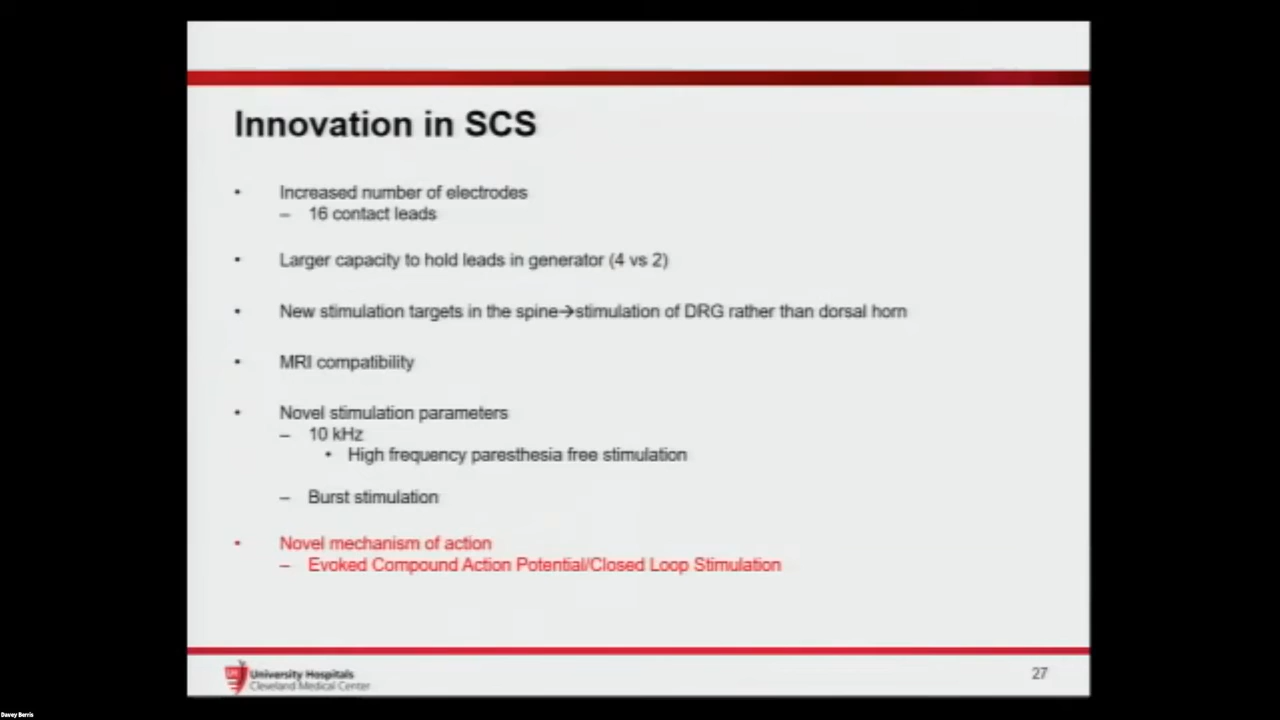 Innovation in SCS
• Increased number of electrodes
– 16 contact leads
• Larger capacity to hold leads in generator (4 vs 2)
• New stimulation targets in the spine→stimulation of DRG rather than dorsal horn
• MRI compatibility
• Novel stimulation parameters
– 10 kHz
• High frequency paresthesia free stimulation
– Burst stimulation
• Novel mechanism of action
– Evoked Compound Action Potential/Closed Loop Stimulation
University Hospitals
Cleveland Medical Center
27
Davey Berris